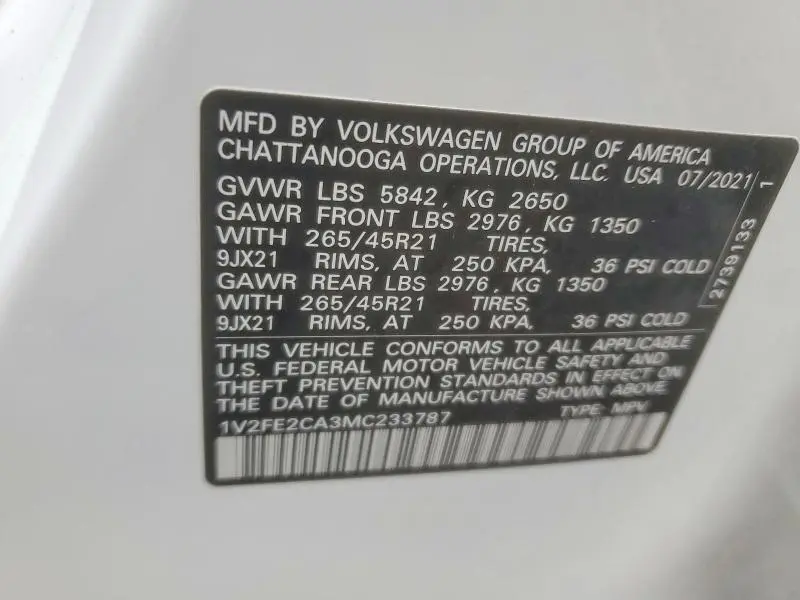 MFD BY VOLKSWAGEN GROUP OF AMERICA
CHATTANOOGA OPERATIONS, LLC, USA 07/2021
GVWR LBS 5842, KG 2650
GAWR FRONT LBS 2976, KG 1350
WITH 265/45R21 TIRES,
9JX21 RIMS, AT 250 KPA, 36 PSI COLD
GAWR REAR LBS 2976, KG 1350
WITH 265/45R21 TIRES,
9JX21 RIMS, AT 250 KPA, 36 PSI COLD
THIS VEHICLE CONFORMS TO ALL APPLICABLE
U.S. FEDERAL MOTOR VEHICLE SAFETY AND
THEFT PREVENTION STANDARDS IN EFFECT ON
THE DATE OF MANUFACTURE SHOWN ABOVE.
1V2FE2CA3MC233787 TYPE: MPV
2739133 1